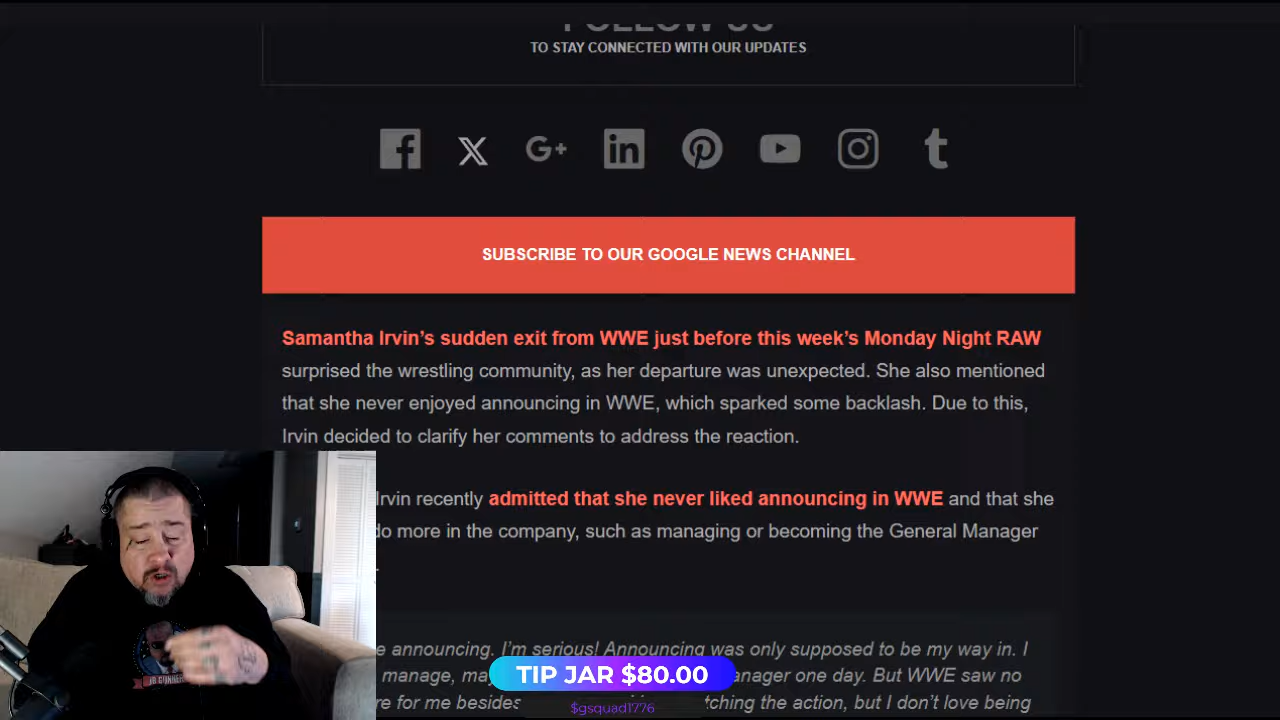 FOLLOW US
TO STAY CONNECTED WITH OUR UPDATES
SUBSCRIBE TO OUR GOOGLE NEWS CHANNEL
Samantha Irvin's sudden exit from WWE just before this week's Monday Night RAW
surprised the wrestling community, as her departure was unexpected. She also mentioned
that she never enjoyed announcing in WWE, which sparked some backlash. Due to this,
Irvin decided to clarify her comments to address the reaction.
Irvin recently admitted that she never liked announcing in WWE and that she
do more in the company, such as managing or becoming the General Manager
e announcing. I'm serious! Announcing was only supposed to be my way in. I
manage, anager one day. But WWE saw no
re for me besides tching the action, but I don't love being
TIP JAR $80.00
$gsquad1776